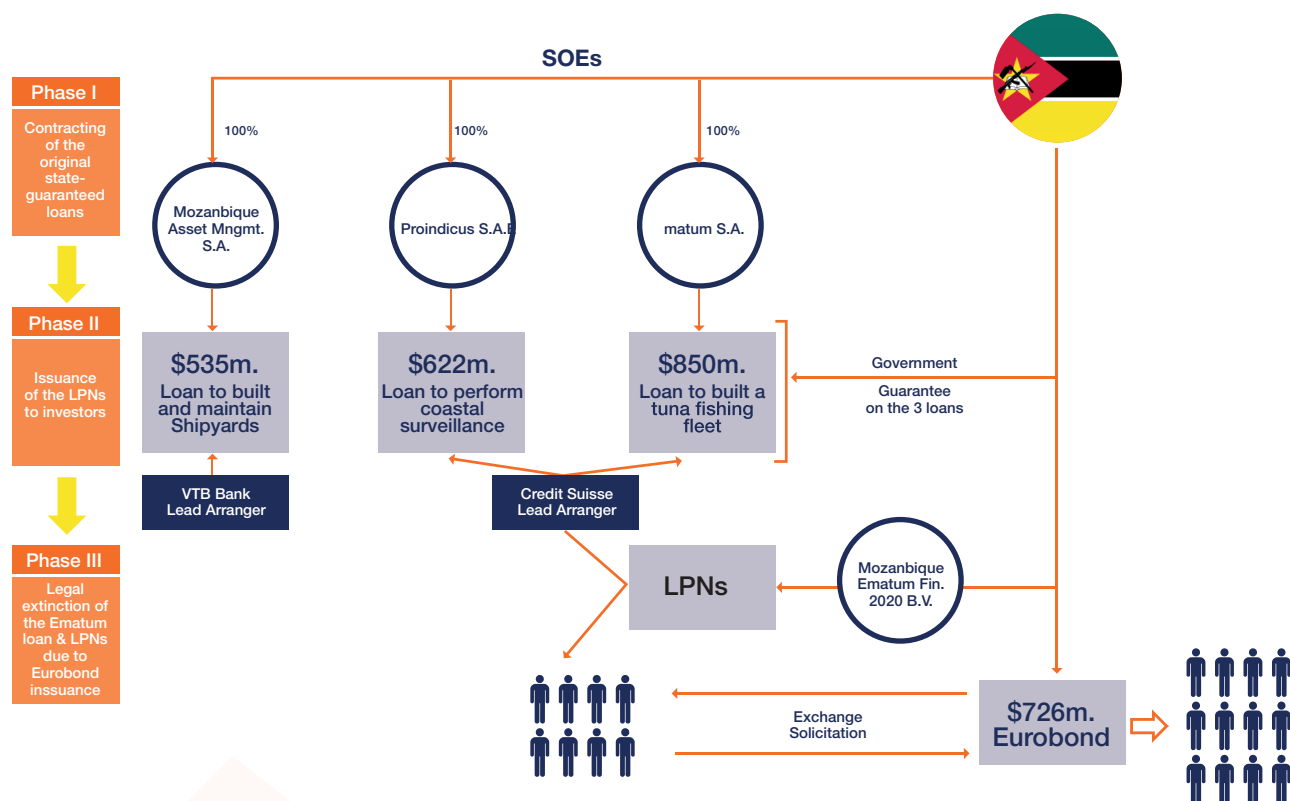 SOEs
Phase I
Contracting
of the
original
state-
guaranteed
loans
100%
100%
100%
Mozanbique
Asset Mngmt.
S.A.
Proindicus S.A.E
matum S.A.
Phase II
Issuance
of the LPNs
to investors
$535m.
Loan to built
and maintain
Shipyards
$622m.
Loan to perform
coastal
surveillance
$850m.
Loan to built a
tuna fishing
fleet
Government
Guarantee
on the 3 loans
VTB Bank
Lead Arranger
Credit Suisse
Lead Arranger
Phase III
Legal
extinction of
the Ematum
loan & LPNs
due to
Eurobond
inssuance
LPNs
Mozanbique
Ematum Fin.
2020 B.V.
Exchange
Solicitation
$726m.
Eurobond